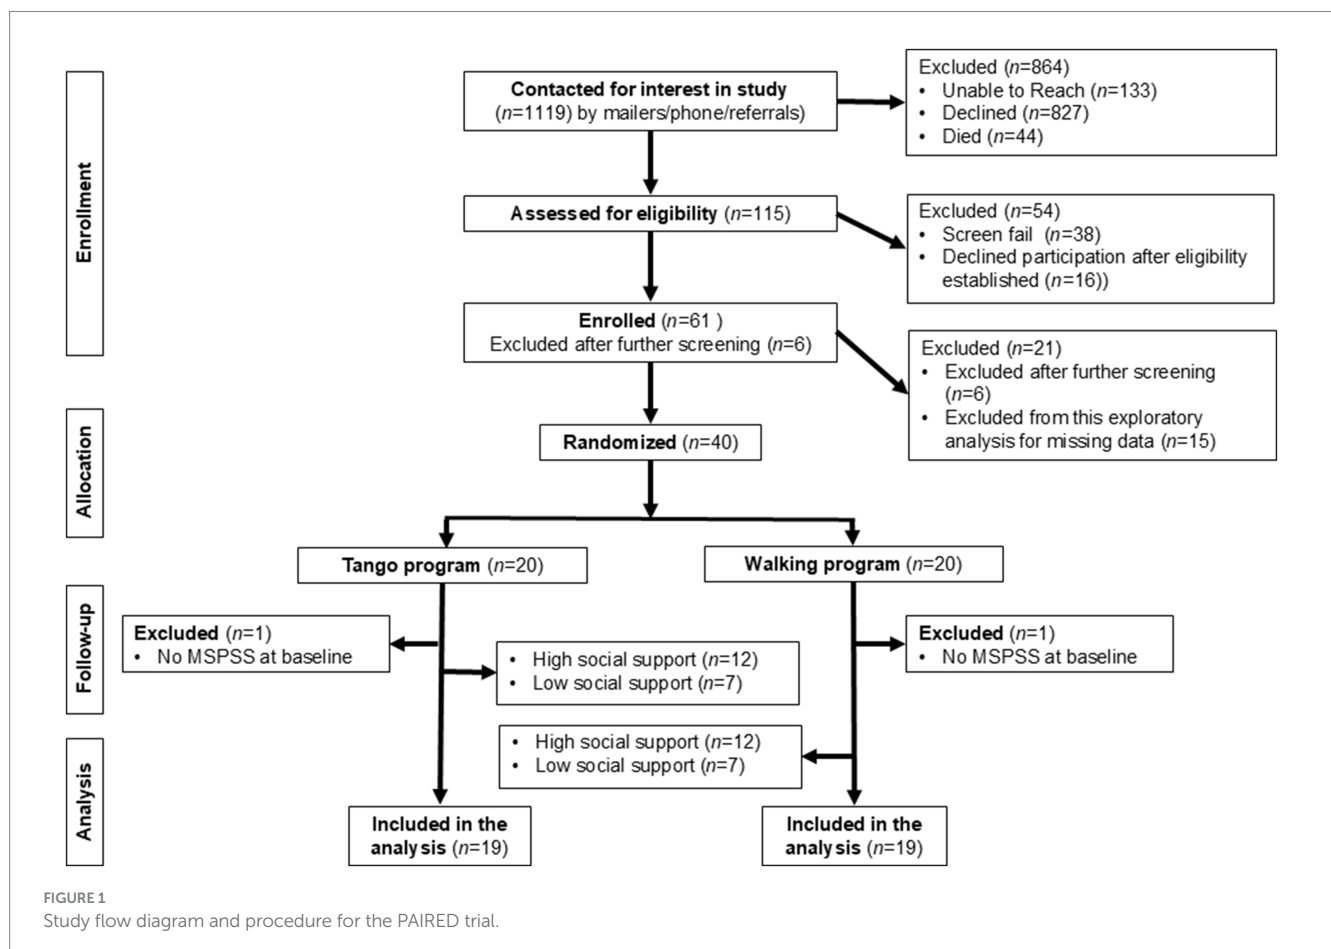 Enrollment
Contacted for interest in study
(n=1119) by mailers/phone/referrals)
Excluded (n=864)
• Unable to Reach (n=133)
• Declined (n=827)
• Died (n=44)
Assessed for eligibility (n=115)
Excluded (n=54)
• Screen fail (n=38)
• Declined participation after eligibility
established (n=16))
Enrolled (n=61 )
Excluded after further screening (n=6)
Excluded (n=21)
• Excluded after further screening
(n=6)
• Excluded from this exploratory
analysis for missing data (n=15)
Allocation
Randomized (n=40)
Tango program (n=20)
Walking program (n=20)
Follow-up
Excluded (n=1)
• No MSPSS at baseline
• High social support (n=12)
• Low social support (n=7)
Excluded (n=1)
• No MSPSS at baseline
Analysis
• High social support (n=12)
• Low social support (n=7)
Included in the
analysis (n=19)
Included in the
analysis (n=19)
FIGURE 1
Study flow diagram and procedure for the PAIRED trial.